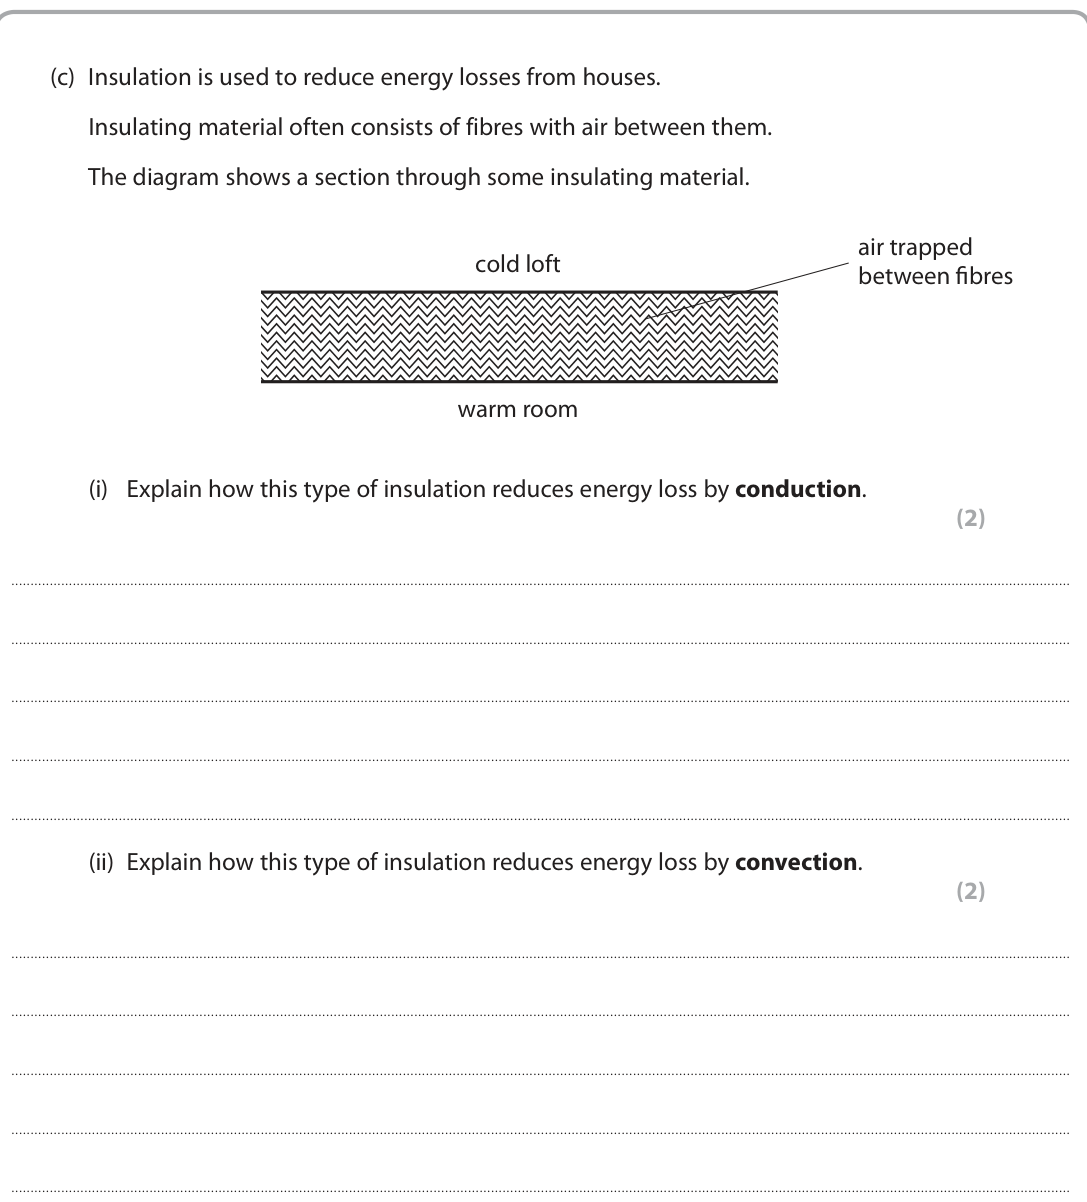 (c) Insulation is used to reduce energy losses from houses.
Insulating material often consists of fibres with air between them.
The diagram shows a section through some insulating material.
cold loft
air trapped
between fibres
warm room
(i) Explain how this type of insulation reduces energy loss by conduction.
(2)
(ii) Explain how this type of insulation reduces energy loss by convection.
(2)